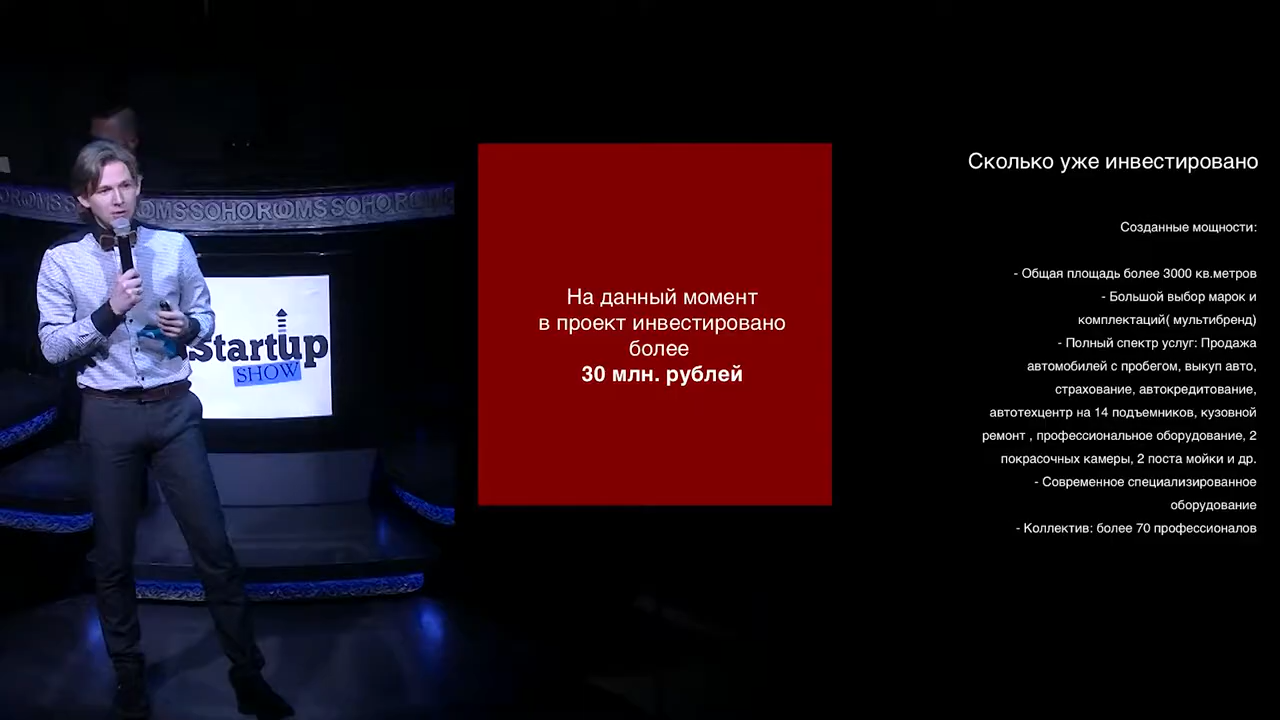 OROOMS SOHO ROOMS SOHO ROOMS
Startup
SHOW
На данный момент
в проект инвестировано
более
30 млн. рублей
Сколько уже инвестировано
Созданные мощности:
- Общая площадь более 3000 кв.метров
- Большой выбор марок и
комплектаций( мультибренд)
- Полный спектр услуг: Продажа
автомобилей с пробегом, выкуп авто,
страхование, автокредитование,
автотехцентр на 14 подъемников, кузовной
ремонт , профессиональное оборудование, 2
покрасочных камеры, 2 поста мойки и др.
- Современное специализированное
оборудование
- Коллектив: более 70 профессионалов